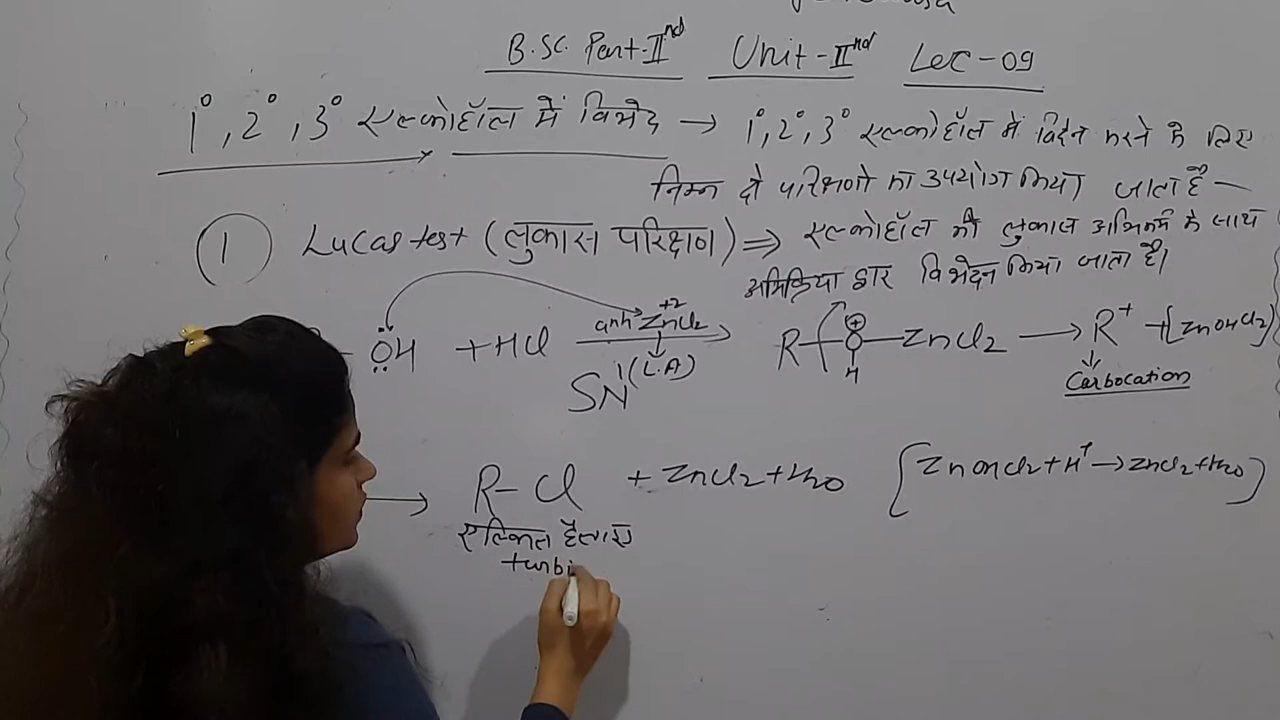 B.Sc. Part-IInd Unit-IInd Lec-09
1°, 2°, 3° एल्कोहॉल में विभेद → 1°, 2°, 3° एल्कोहॉल में विभेदन करने के लिए
निम्न दो परिक्षणो का उपयोग किया जाता है —
1 Lucas test (लुकास परिक्षण) ⇒ एल्कोहॉल की लुकास अभिकर्म के साथ
अभिक्रिया द्वार विभेदन किया जाता है।
ÖH + HCl anh ZnCl2 +2 → R—O⊕—ZnCl2 → R+ + [ZnOHCl2]
H
SN1 (L.A) Carbocation
→ R-Cl + ZnCl2 + H2O [ZnOHCl2 + H+ → ZnCl2 + H2O]
एल्किल हैलाइड
turbi